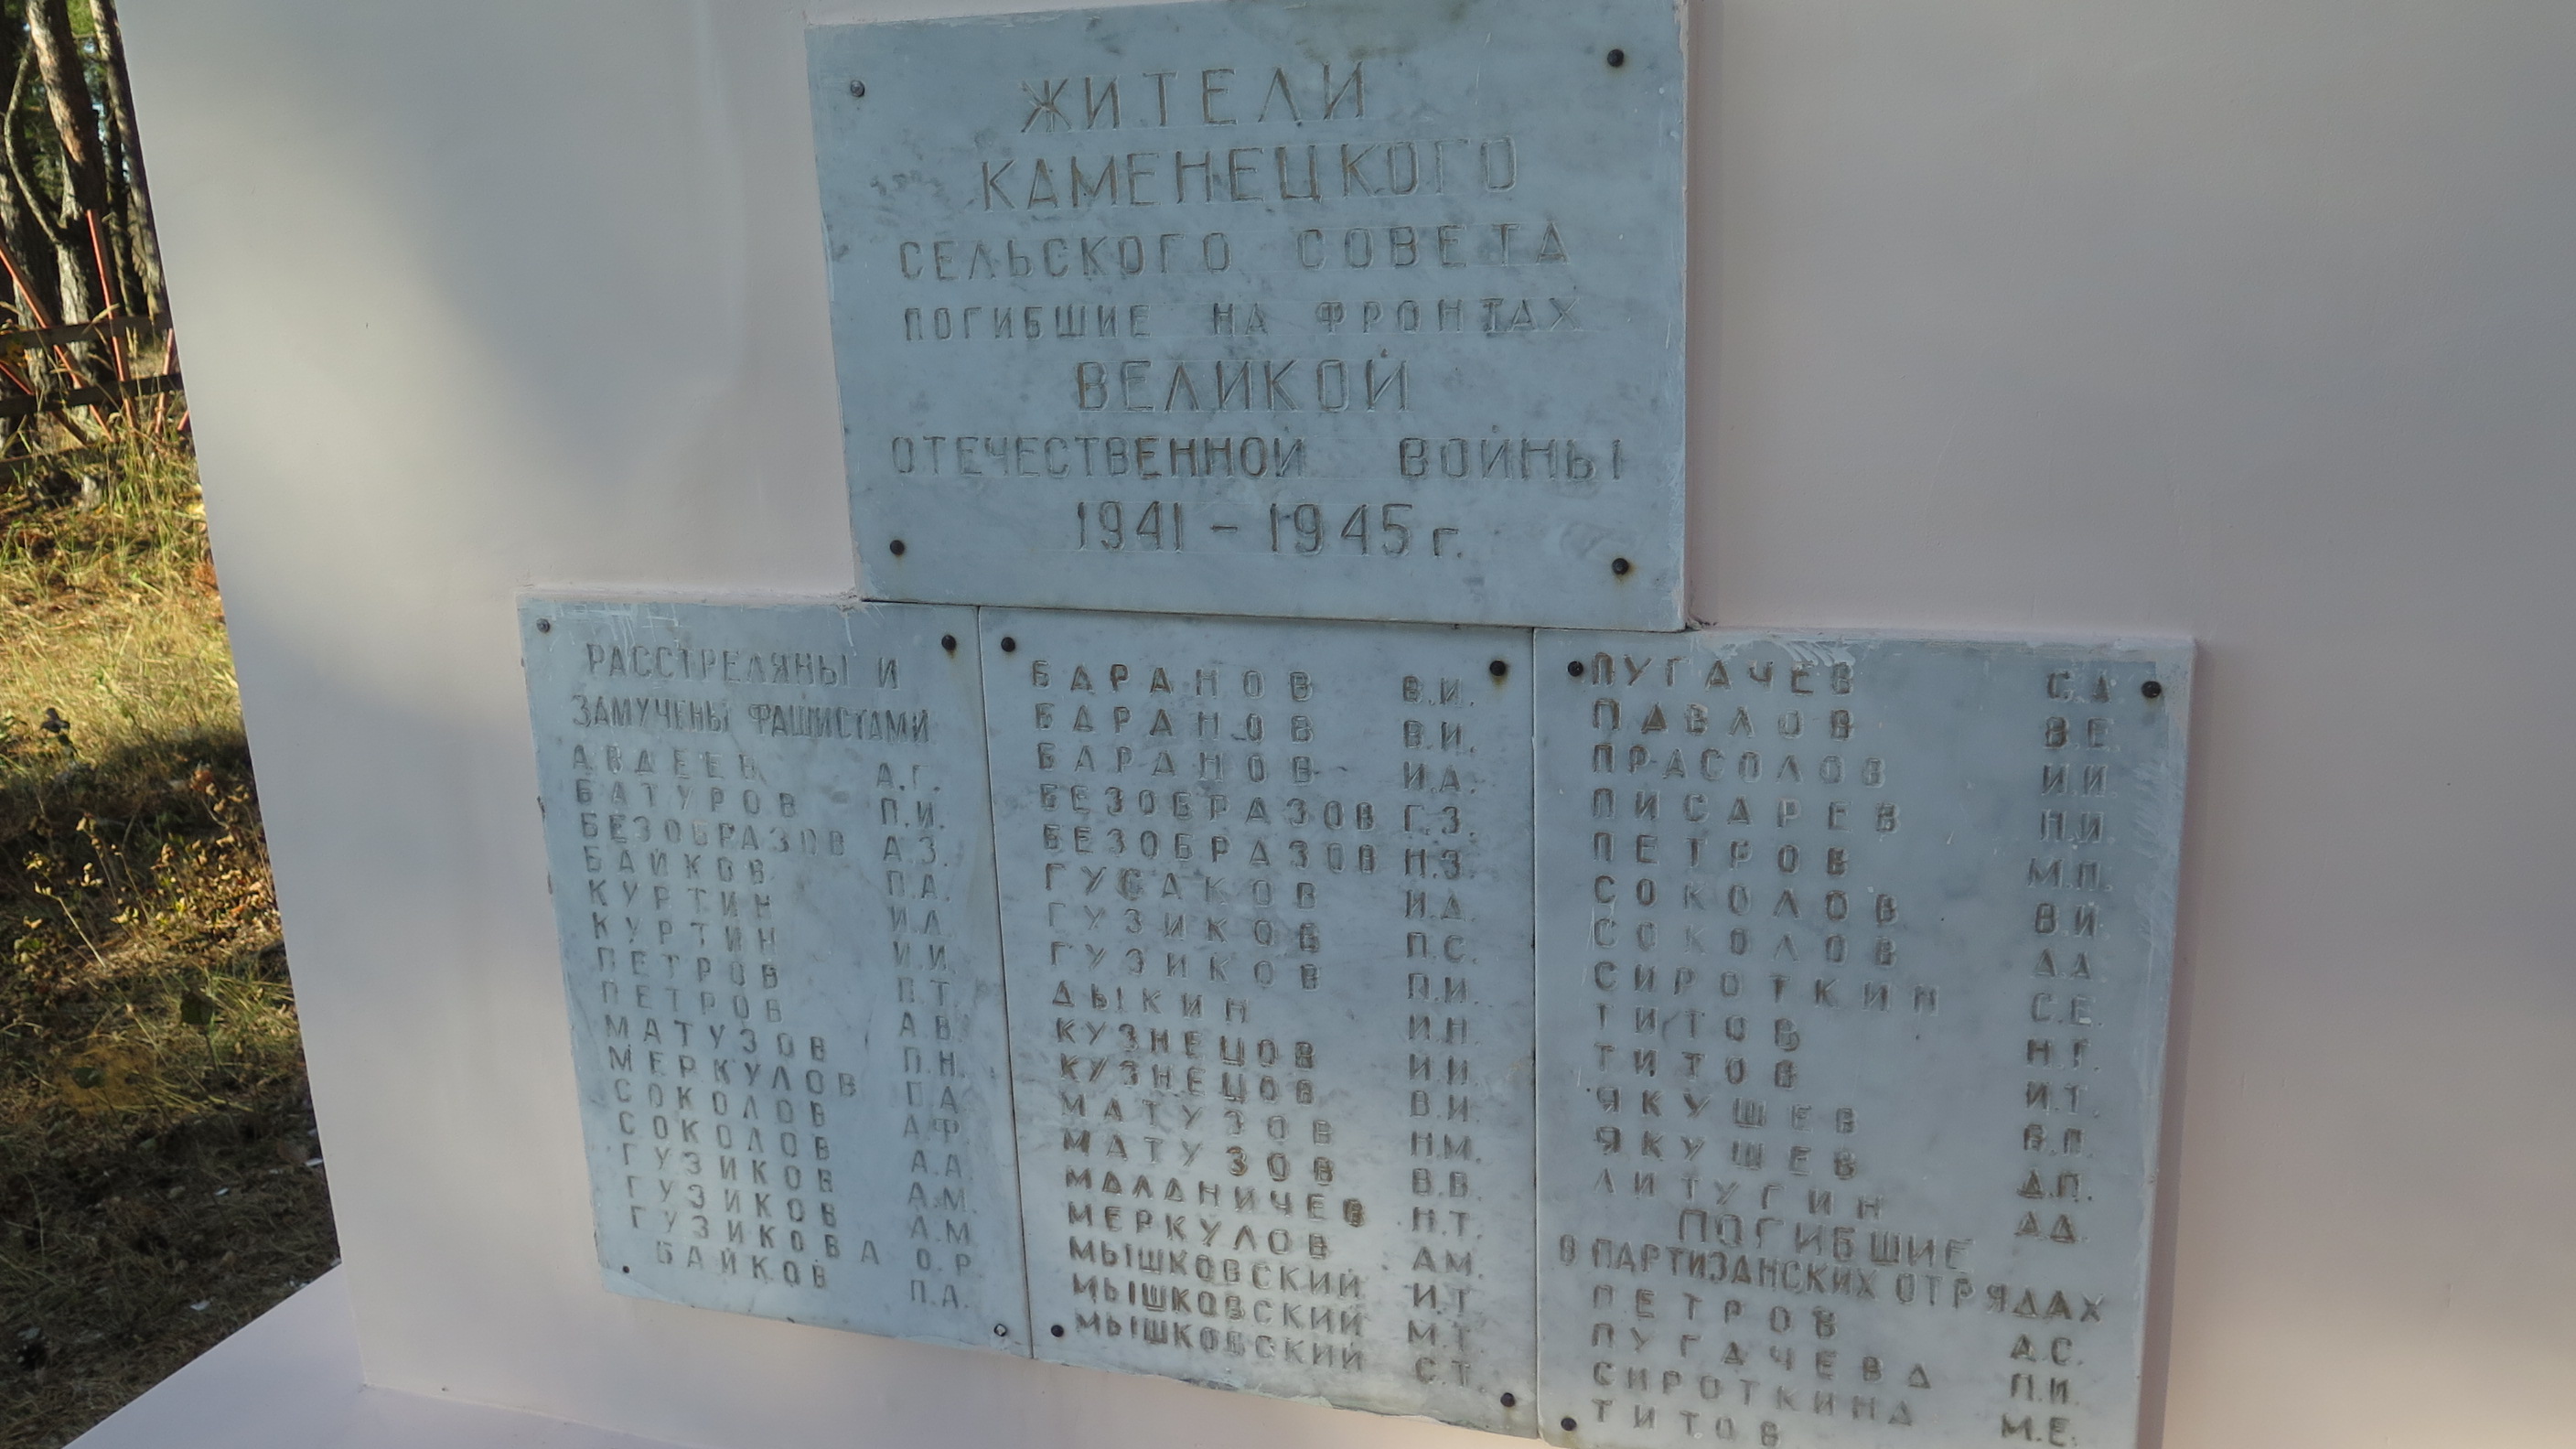 ЖИТЕЛИ
КАМЕНЕЦКОГО
СЕЛЬСКОГО СОВЕТА
ПОГИБШИЕ НА ФРОНТАХ
ВЕЛИКОЙ
ОТЕЧЕСТВЕННОЙ ВОЙНЫ
1941 - 1945 г.
РАССТРЕЛЯНЫ И
ЗАМУЧЕНЫ ФАШИСТАМИ
АВДЕЕВ А.Г.
БАТУРОВ П.И.
БЕЗОБРАЗОВ А.З.
БАЙКОВ П.А.
КУРТИН И.Л.
КУРТИН И.И.
ПЕТРОВ П.Т.
ПЕТРОВ А.В.
МАТУЗОВ П.Н.
МЕРКУЛОВ П.А.
СОКОЛОВ А.Ф.
СОКОЛОВ А.А.
ГУЗИКОВ А.М.
ГУЗИКОВ А.М.
ГУЗИКОВА О.Р.
БАЙКОВ П.А.
БАРАНОВ В.И.
БАРАНОВ В.И.
БАРАНОВ И.А.
БЕЗОБРАЗОВ Г.З.
БЕЗОБРАЗОВ Н.З.
ГУСАКОВ И.Д.
ГУЗИКОВ П.С.
ГУЗИКОВ П.И.
ДЫКИН И.Н.
КУЗНЕЦОВ И.Н.
КУЗНЕЦОВ В.И.
МАТУЗОВ Н.М.
МАТУЗОВ В.В.
МАЛАНИЧЕВ Н.Т.
МЕРКУЛОВ А.М.
МЫШКОВСКИЙ И.Т.
МЫШКОВСКИЙ М.Т.
МЫШКОВСКИЙ С.Т.
ПУГАЧЕВ С.А.
ПАВЛОВ В.Е.
ПРАСОЛОВ И.И.
ПИСАРЕВ Н.И.
ПЕТРОВ М.П.
СОКОЛОВ В.И.
СОКОЛОВ А.А.
СИРОТКИН С.Е.
ТИТОВ Н.Г.
ТИТОВ И.Т.
ЯКУШЕВ В.П.
ЯКУШЕВ Д.П.
ЛИТУГИН А.Д.
ПОГИБШИЕ
В ПАРТИЗАНСКИХ ОТРЯДАХ
ПЕТРОВ А.С.
ПУГАЧЕВА П.И.
СИРОТКИНА М.Е.
ТИТОВ